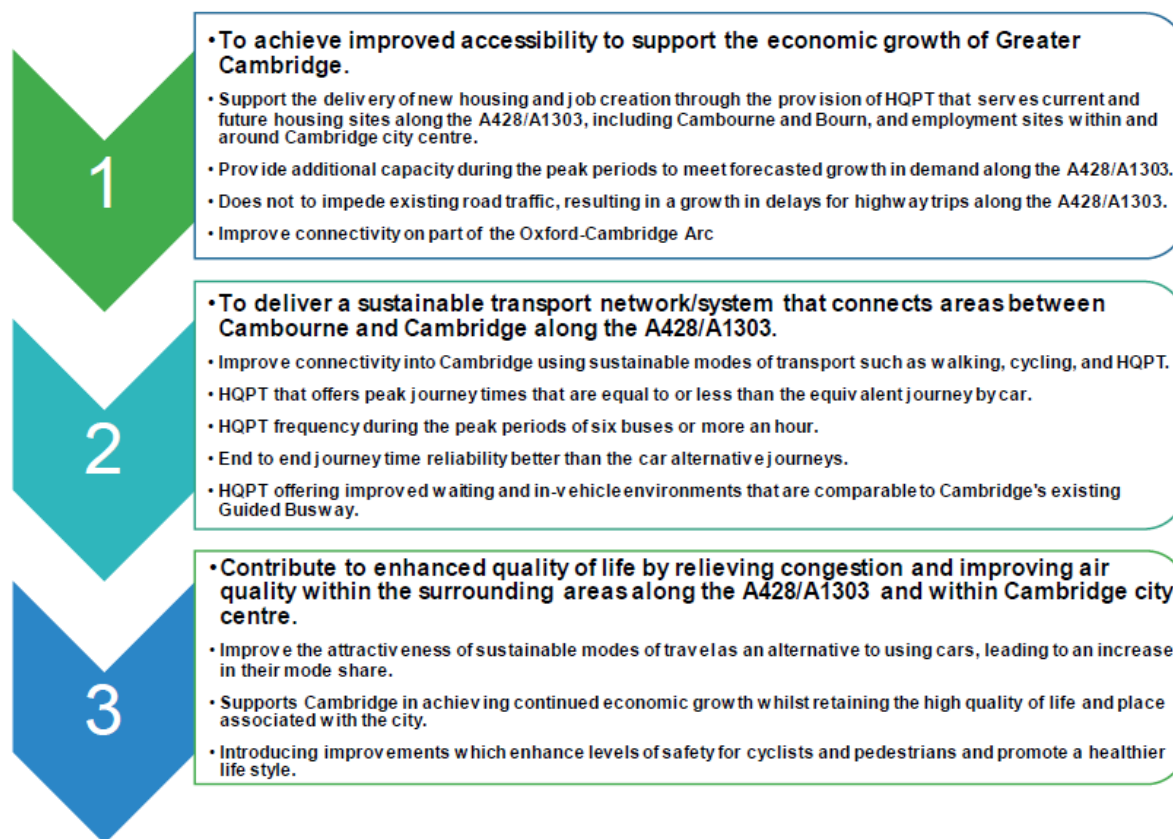 1
• To achieve improved accessibility to support the economic growth of Greater
Cambridge.
• Support the delivery of new housing and job creation through the provision of HQPT that serves current and
future housing sites along the A428/A1303, including Cambourne and Bourn, and employment sites within and
around Cambridge city centre.
• Provide additional capacity during the peak periods to meet forecasted growth in demand along the A428/A1303.
• Does not to impede existing road traffic, resulting in a growth in delays for highway trips along the A428/A1303.
• Improve connectivity on part of the Oxford-Cambridge Arc
2
• To deliver a sustainable transport network/system that connects areas between
Cambourne and Cambridge along the A428/A1303.
• Improve connectivity into Cambridge using sustainable modes of transport such as walking, cycling, and HQPT.
• HQPT that offers peak journey times that are equal to or less than the equivalent journey by car.
• HQPT frequency during the peak periods of six buses or more an hour.
• End to end journey time reliability better than the car alternative journeys.
• HQPT offering improved waiting and in-vehicle environments that are comparable to Cambridge's existing
Guided Busway.
3
• Contribute to enhanced quality of life by relieving congestion and improving air
quality within the surrounding areas along the A428/A1303 and within Cambridge city
centre.
• Improve the attractiveness of sustainable modes of travel as an alternative to using cars, leading to an increase
in their mode share.
• Supports Cambridge in achieving continued economic growth whilst retaining the high quality of life and place
associated with the city.
• Introducing improvements which enhance levels of safety for cyclists and pedestrians and promote a healthier
life style.